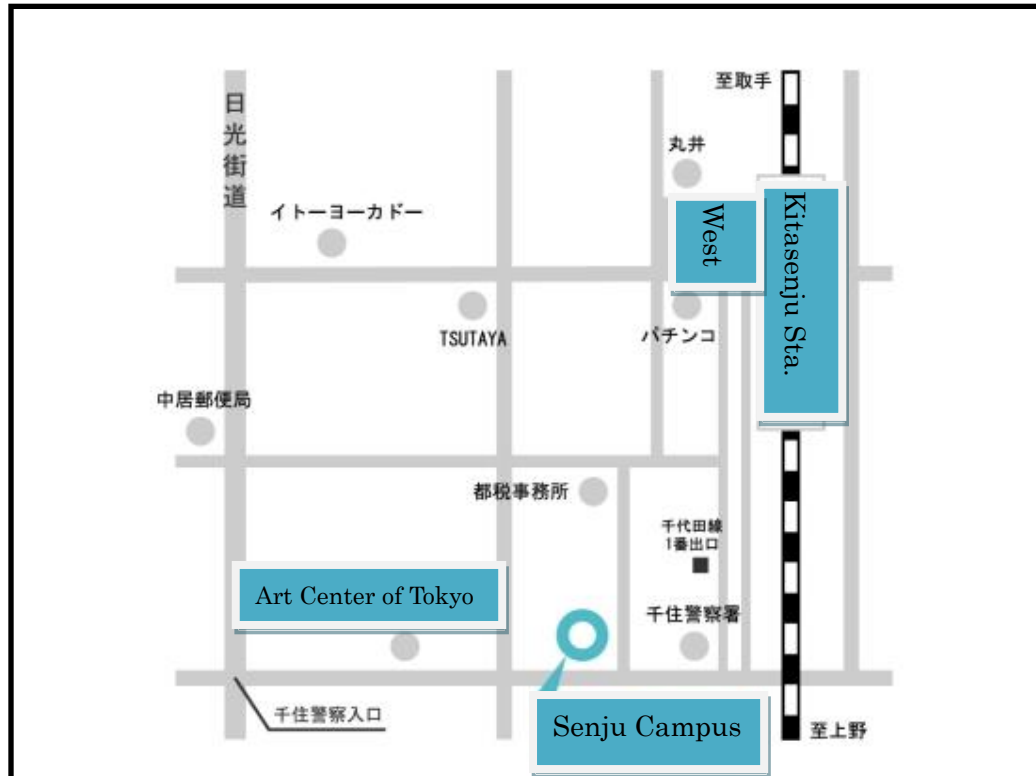 至取手
日光街道
丸井
イトーヨーカドー
West
Kitasenju Sta.
TSUTAYA
パチンコ
中居郵便局
都税事務所
千代田線
1番出口
Art Center of Tokyo
千住警察署
千住警察入口
Senju Campus
至上野